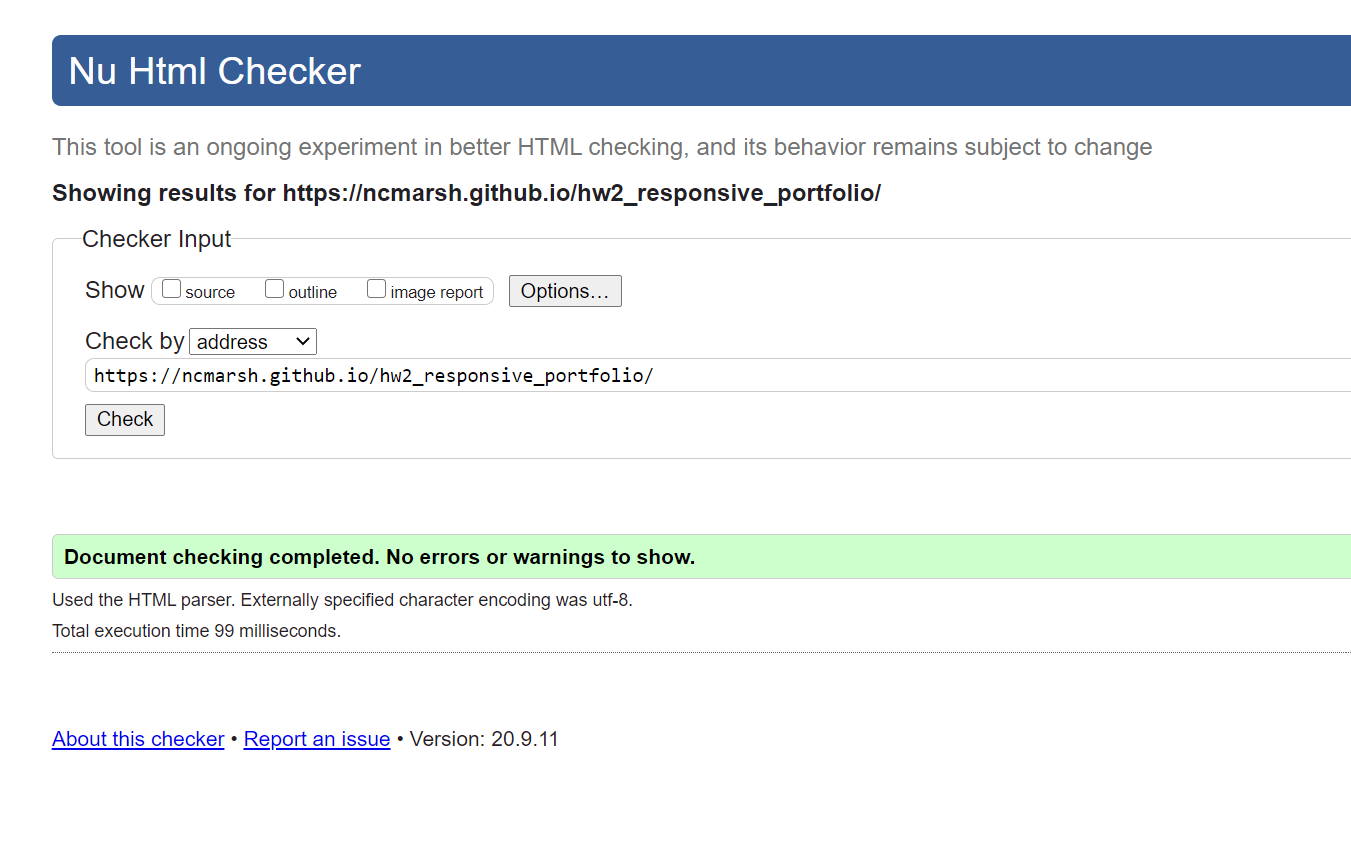 Nu Html Checker
This tool is an ongoing experiment in better HTML checking, and its behavior remains subject to change
Showing results for https://ncmarsh.github.io/hw2_responsive_portfolio/
Checker Input
Show source outline image report Options…
Check by address
https://ncmarsh.github.io/hw2_responsive_portfolio/
Check
Document checking completed. No errors or warnings to show.
Used the HTML parser. Externally specified character encoding was utf-8.
Total execution time 99 milliseconds.
About this checker • Report an issue • Version: 20.9.11